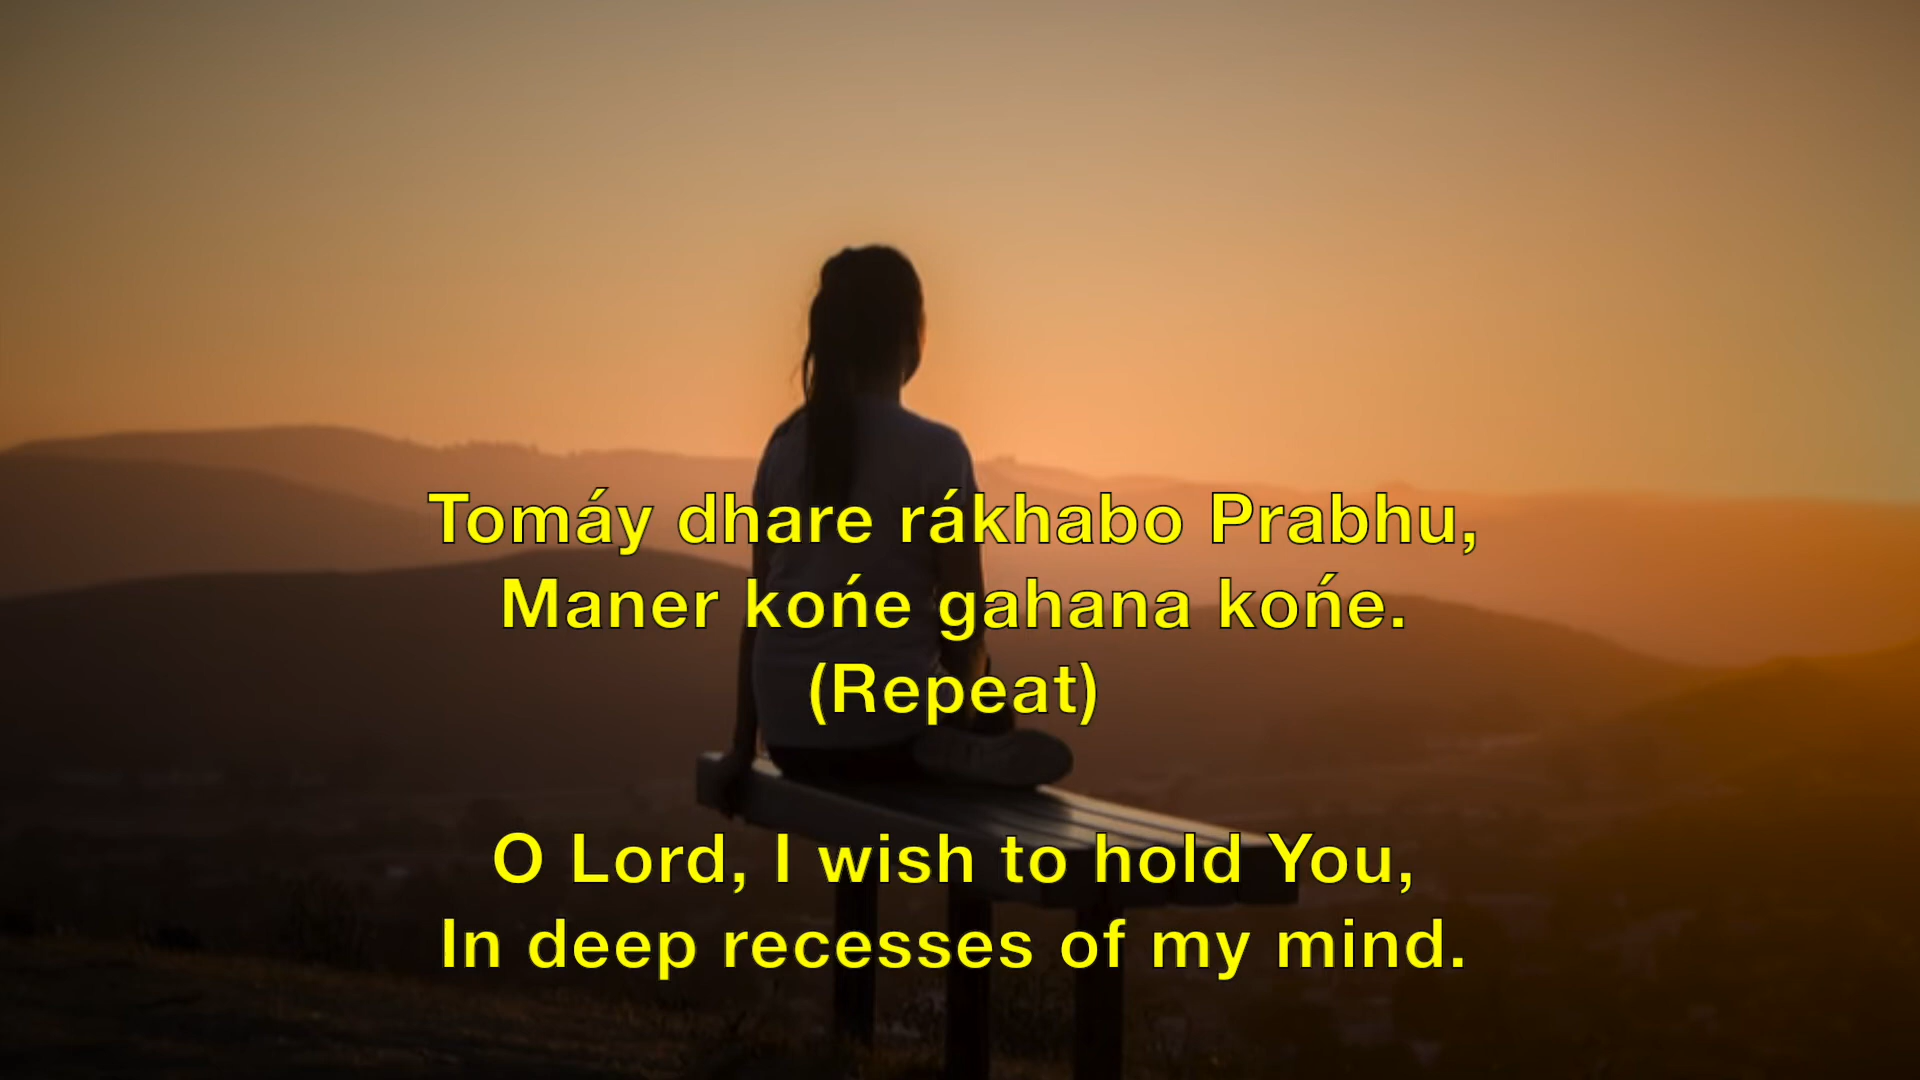 Tomáy dhare rákhabo Prabhu,
Maner końe gahana końe.
(Repeat)
O Lord, I wish to hold You,
In deep recesses of my mind.